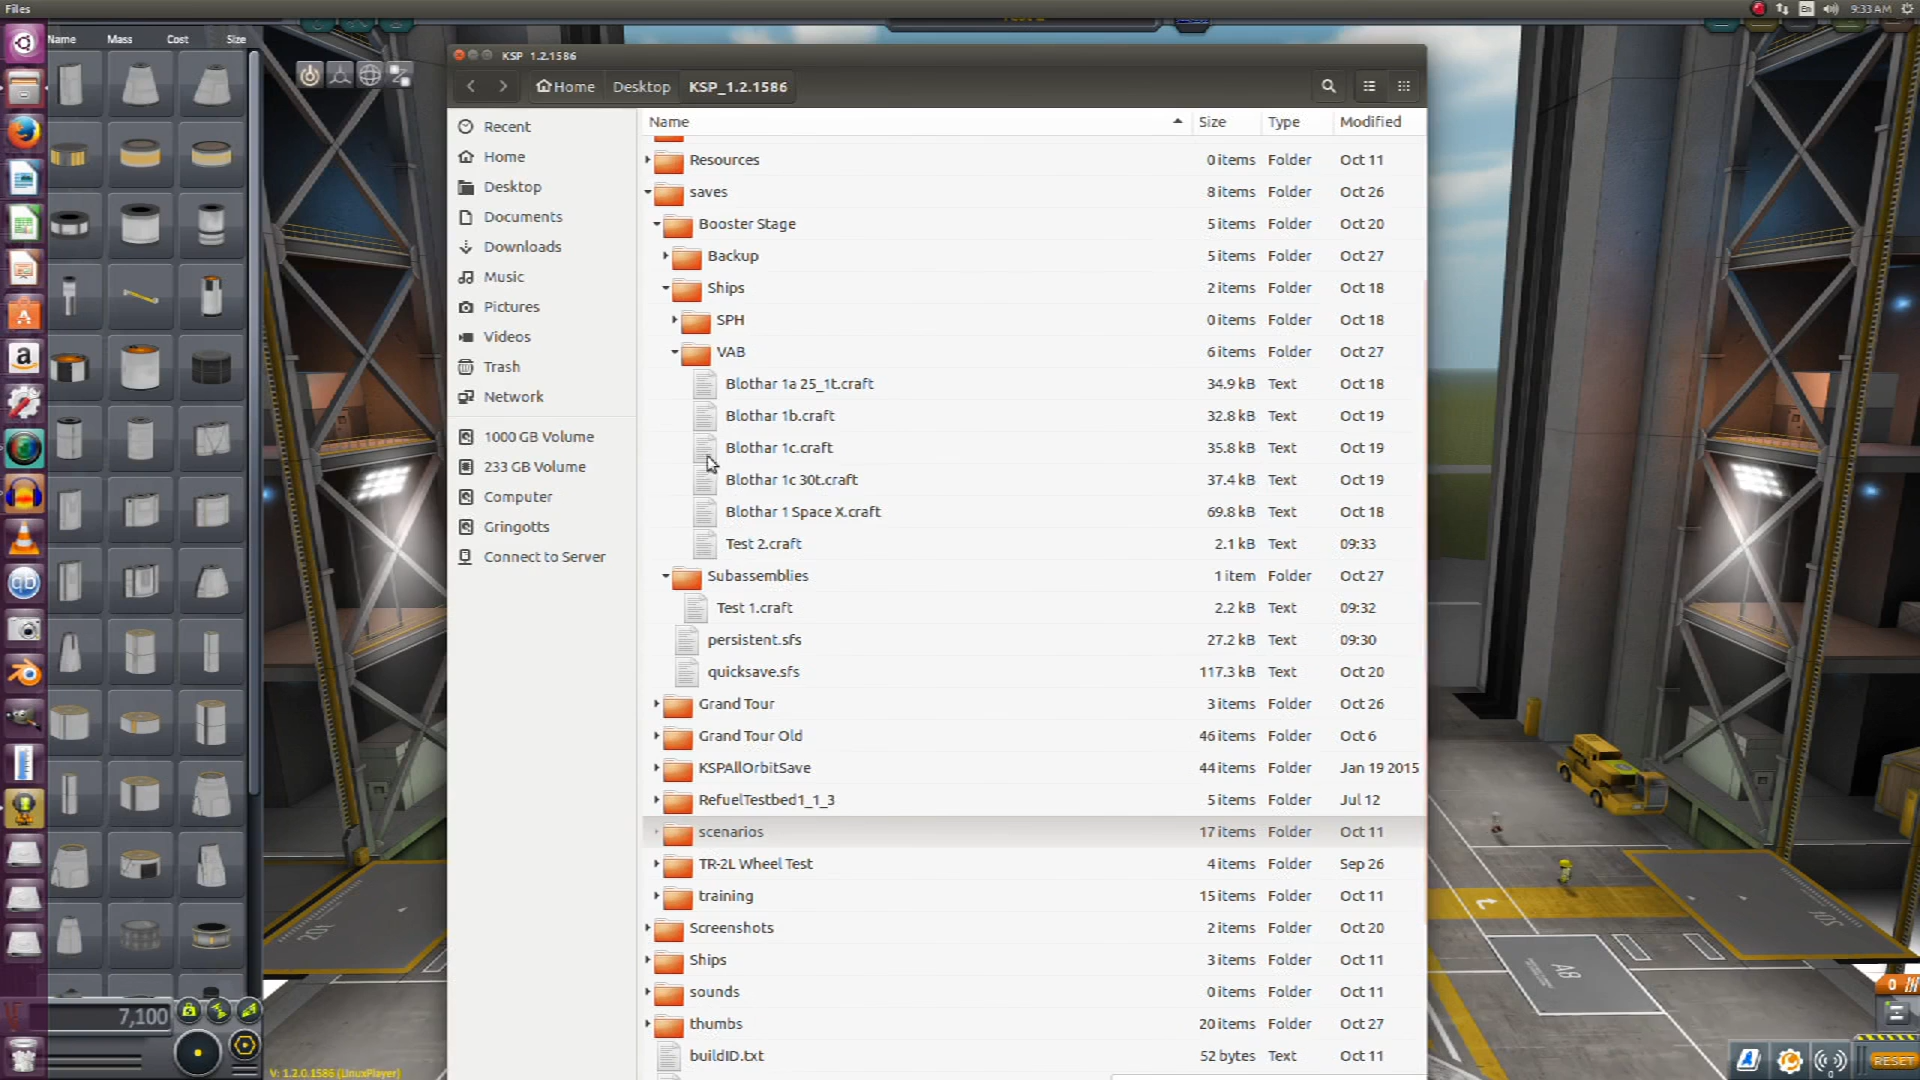 Files
En
9:33 AM
Name Mass Cost Size
KSP_1.2.1586
Home Desktop KSP_1.2.1586
Name Size Type Modified
Recent
Home
Desktop
Documents
Downloads
Music
Pictures
Videos
Trash
Network
1000 GB Volume
233 GB Volume
Computer
Gringotts
Connect to Server
Resources 0 items Folder Oct 11
saves 8 items Folder Oct 26
Booster Stage 5 items Folder Oct 20
Backup 5 items Folder Oct 27
Ships 2 items Folder Oct 18
SPH 0 items Folder Oct 18
VAB 6 items Folder Oct 27
Blothar 1a 25_1t.craft 34.9 kB Text Oct 18
Blothar 1b.craft 32.8 kB Text Oct 19
Blothar 1c.craft 35.8 kB Text Oct 19
Blothar 1c 30t.craft 37.4 kB Text Oct 19
Blothar 1 Space X.craft 69.8 kB Text Oct 18
Test 2.craft 2.1 kB Text 09:33
Subassemblies 1 item Folder Oct 27
Test 1.craft 2.2 kB Text 09:32
persistent.sfs 27.2 kB Text 09:30
quicksave.sfs 117.3 kB Text Oct 20
Grand Tour 3 items Folder Oct 26
Grand Tour Old 46 items Folder Oct 6
KSPAllOrbitSave 44 items Folder Jan 19 2015
RefuelTestbed1_1_3 5 items Folder Jul 12
scenarios 17 items Folder Oct 11
TR-2L Wheel Test 4 items Folder Sep 26
training 15 items Folder Oct 11
Screenshots 2 items Folder Oct 20
Ships 3 items Folder Oct 11
sounds 0 items Folder Oct 11
thumbs 20 items Folder Oct 27
buildID.txt 52 bytes Text Oct 11
7,100
V: 1.2.0.1586 (LinuxPlayer)
A8
0
0
RESET